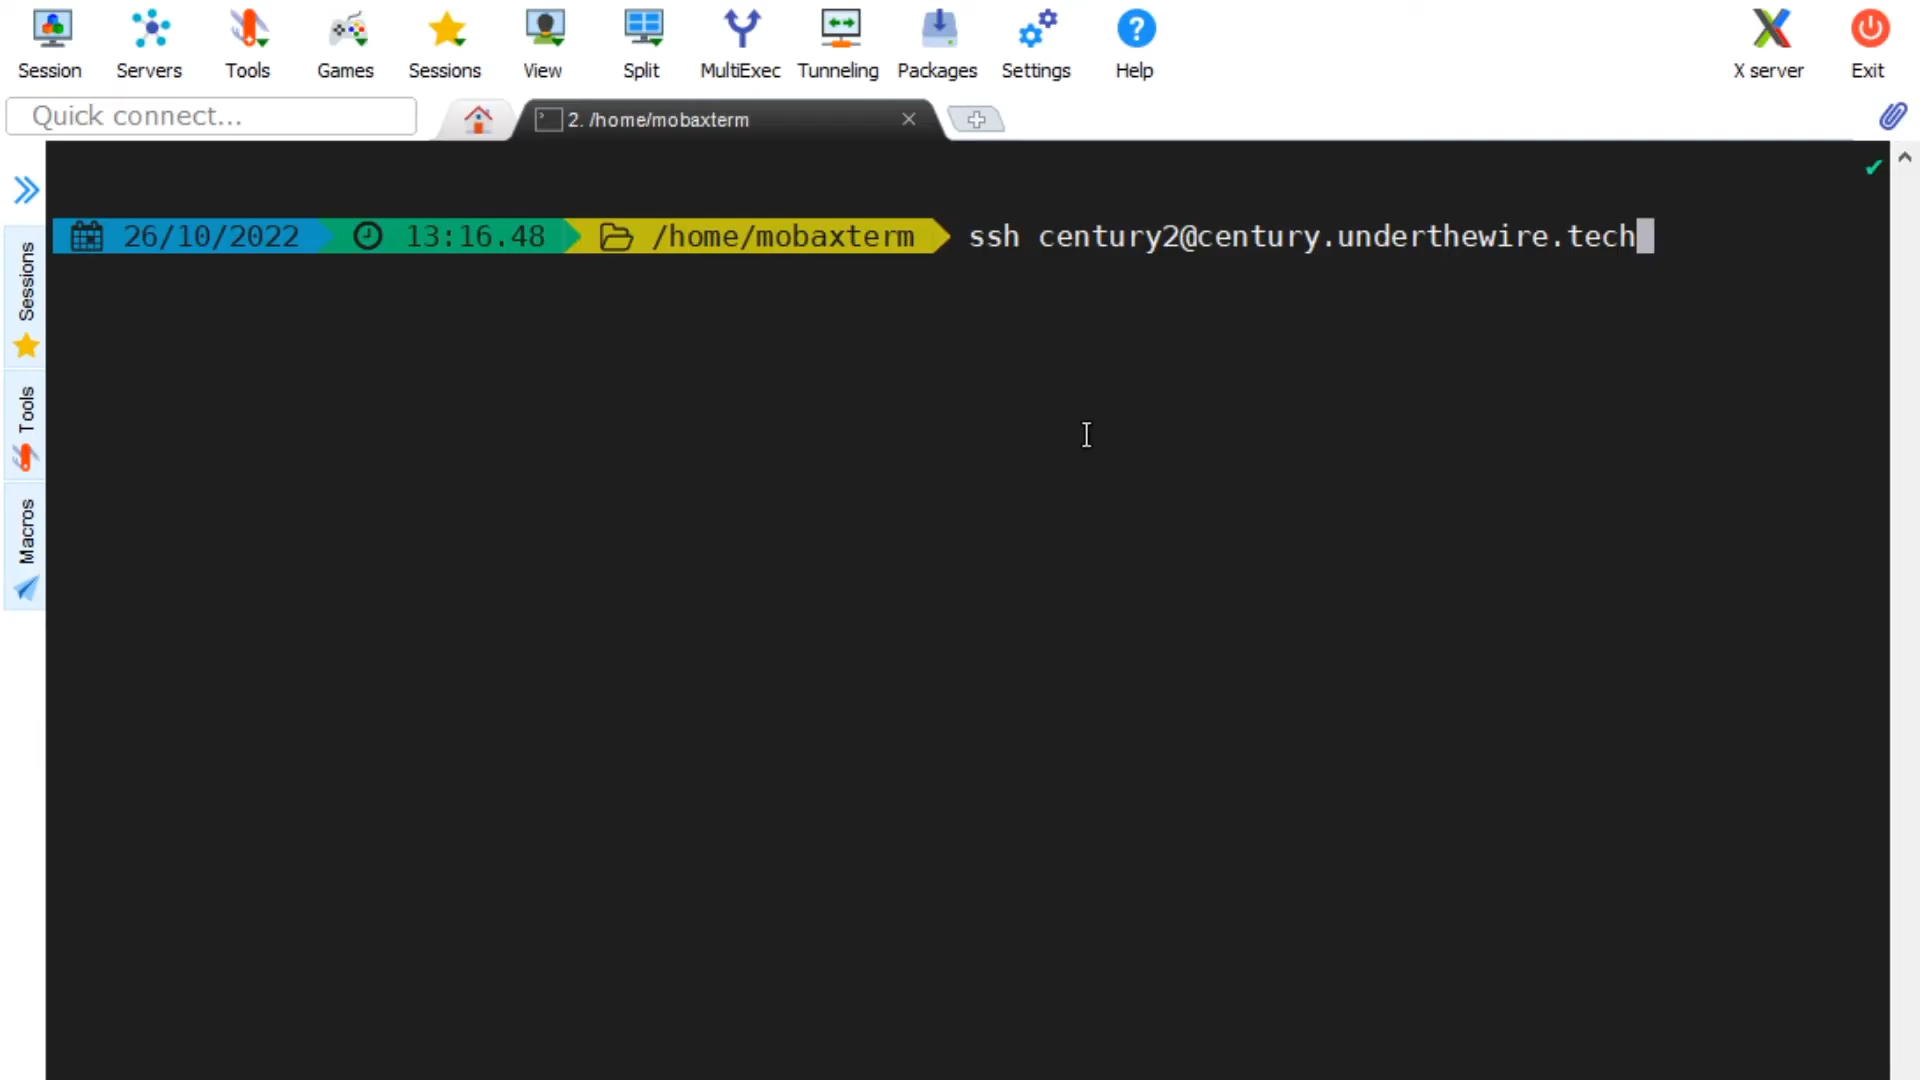 Session
Servers
Tools
Games
Sessions
View
Split
MultiExec
Tunneling
Packages
Settings
Help
X server
Exit
Quick connect...
2. /home/mobaxterm
26/10/2022 13:16.48 /home/mobaxterm ssh century2@century.underthewire.tech
Sessions
Tools
Macros